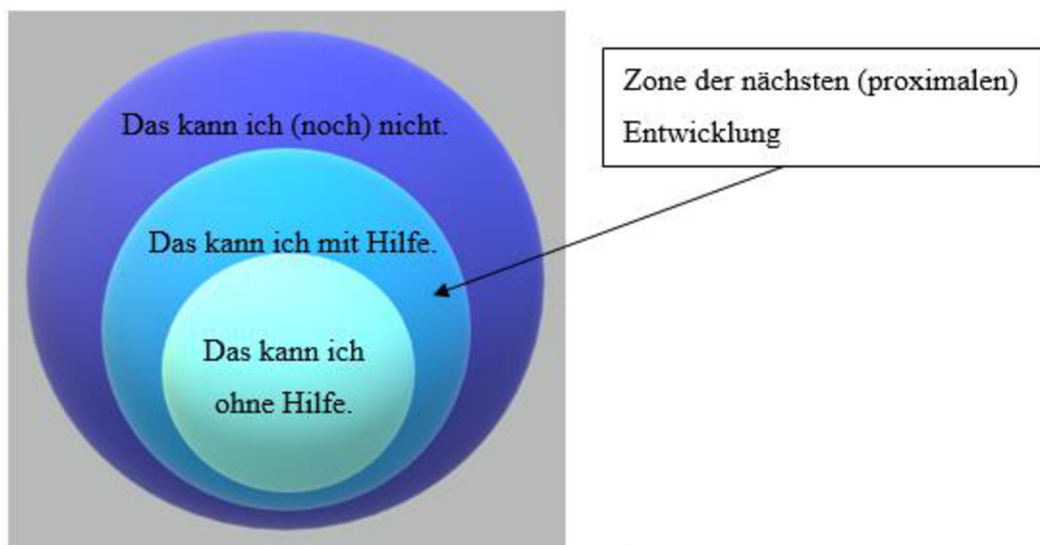 Das kann ich (noch) nicht.
Zone der nächsten (proximalen)
Entwicklung
Das kann ich mit Hilfe.
Das kann ich
ohne Hilfe.